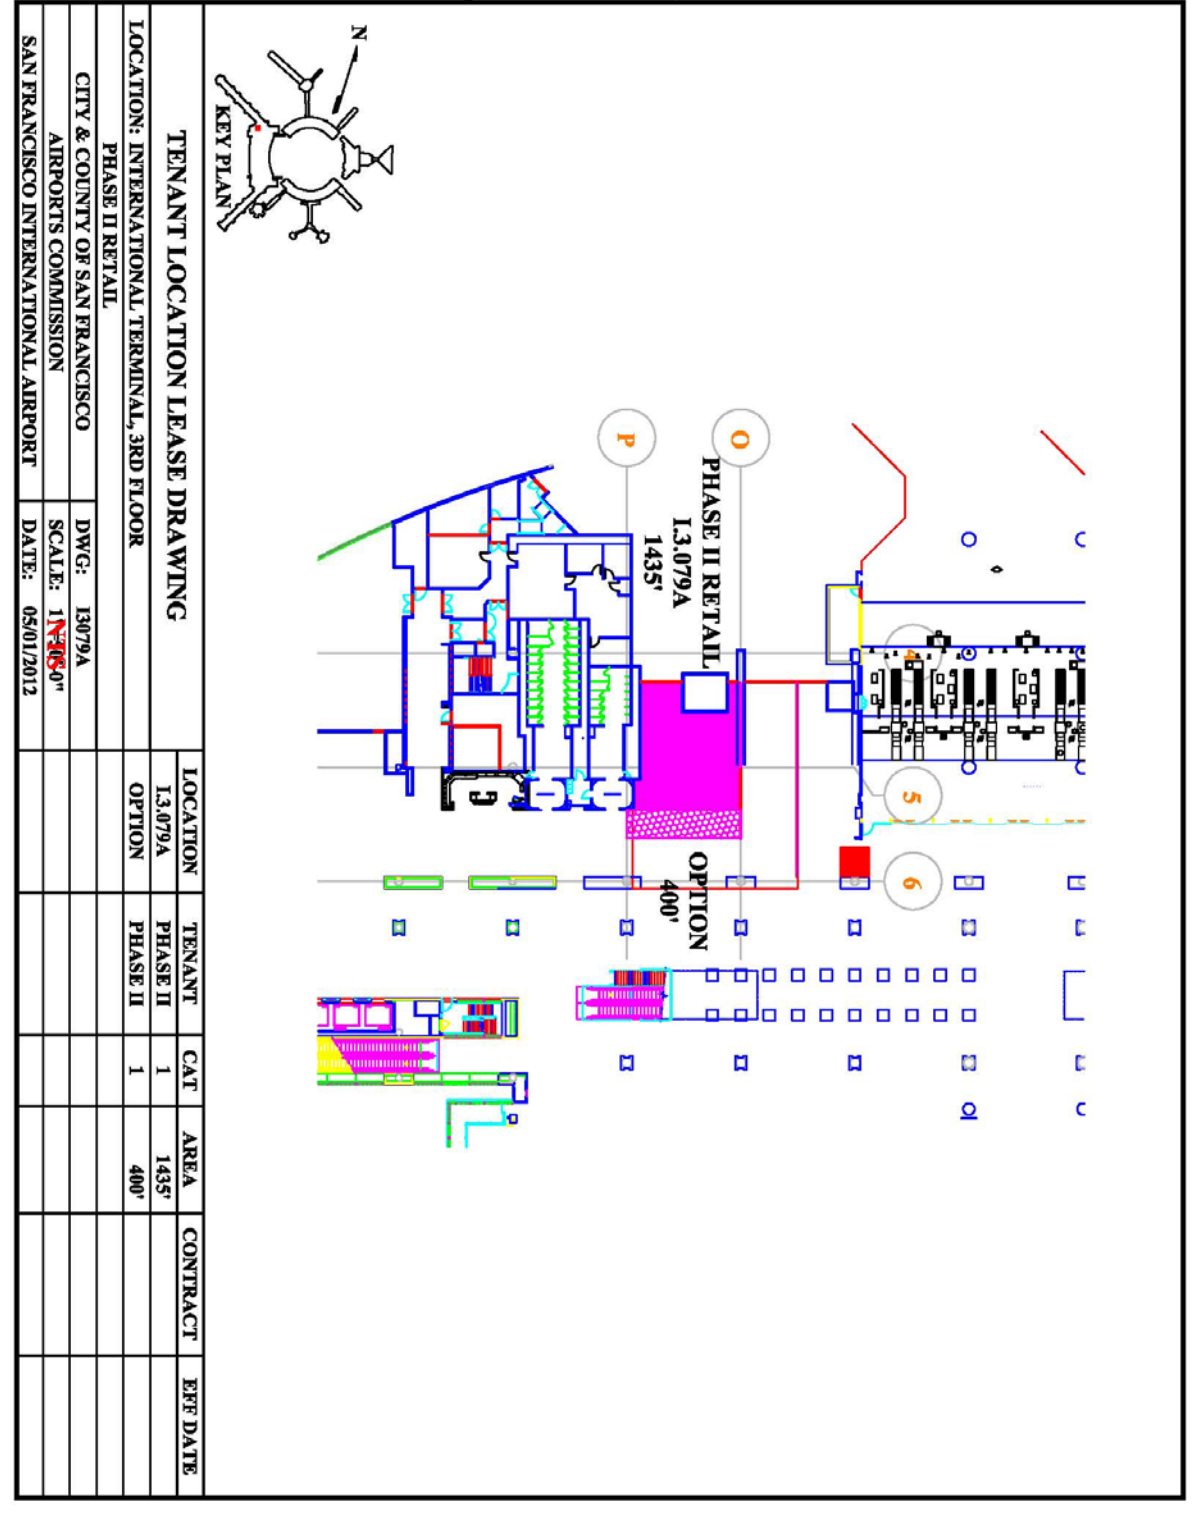 N
KEY PLAN
P
O
PHASE II RETAIL
I.3.079A
1435'
OPTION
400'
4
5
6
TENANT LOCATION LEASE DRAWING
LOCATION: INTERNATIONAL TERMINAL, 3RD FLOOR
PHASE II RETAIL
CITY & COUNTY OF SAN FRANCISCO
AIRPORTS COMMISSION
SAN FRANCISCO INTERNATIONAL AIRPORT
DWG: I3079A
SCALE: NTS
DATE: 05/01/2012
LOCATION TENANT CAT AREA CONTRACT EFF DATE
I.3.079A PHASE II 1 1435'
OPTION PHASE II 1 400'